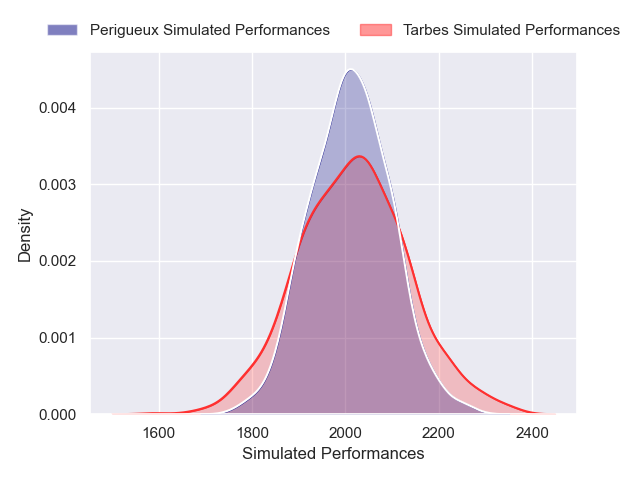 Perigueux Simulated Performances Tarbes Simulated Performances
0.004
0.003
0.002
0.001
0.000
Density
1600 1800 2000 2200 2400
Simulated Performances